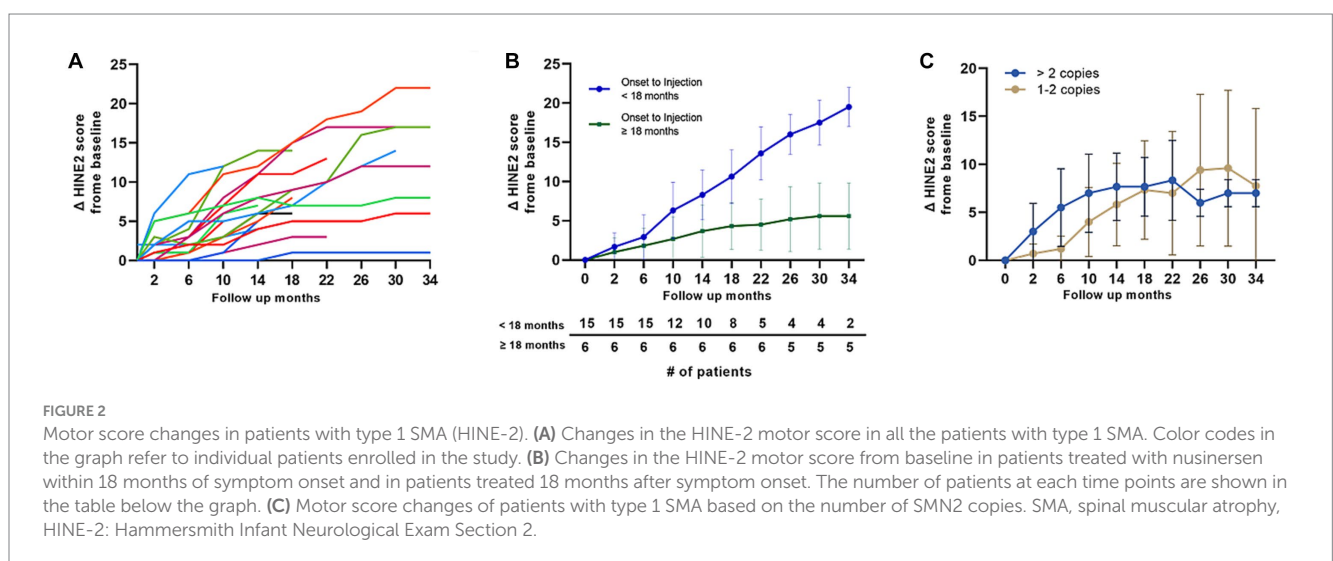 A
Δ HINE2 score
frome baseline
25
20
15
10
5
0
2 6 10 14 18 22 26 30 34
Follow up months
B
Δ HINE2 score
frome baseline
25
20
15
10
5
0
Onset to Injection
< 18 months
Onset to Injection
≥ 18 months
0 2 6 10 14 18 22 26 30 34
Follow up months
< 18 months 15 15 15 12 10 8 5 4 4 2
≥ 18 months 6 6 6 6 6 6 6 5 5 5
# of patients
C
Δ HINE2 score
frome baseline
20
15
10
5
0
> 2 copies
1-2 copies
0 2 6 10 14 18 22 26 30 34
Follow up months
FIGURE 2
Motor score changes in patients with type 1 SMA (HINE-2). (A) Changes in the HINE-2 motor score in all the patients with type 1 SMA. Color codes in
the graph refer to individual patients enrolled in the study. (B) Changes in the HINE-2 motor score from baseline in patients treated with nusinersen
within 18 months of symptom onset and in patients treated 18 months after symptom onset. The number of patients at each time points are shown in
the table below the graph. (C) Motor score changes of patients with type 1 SMA based on the number of SMN2 copies. SMA, spinal muscular atrophy,
HINE-2: Hammersmith Infant Neurological Exam Section 2.